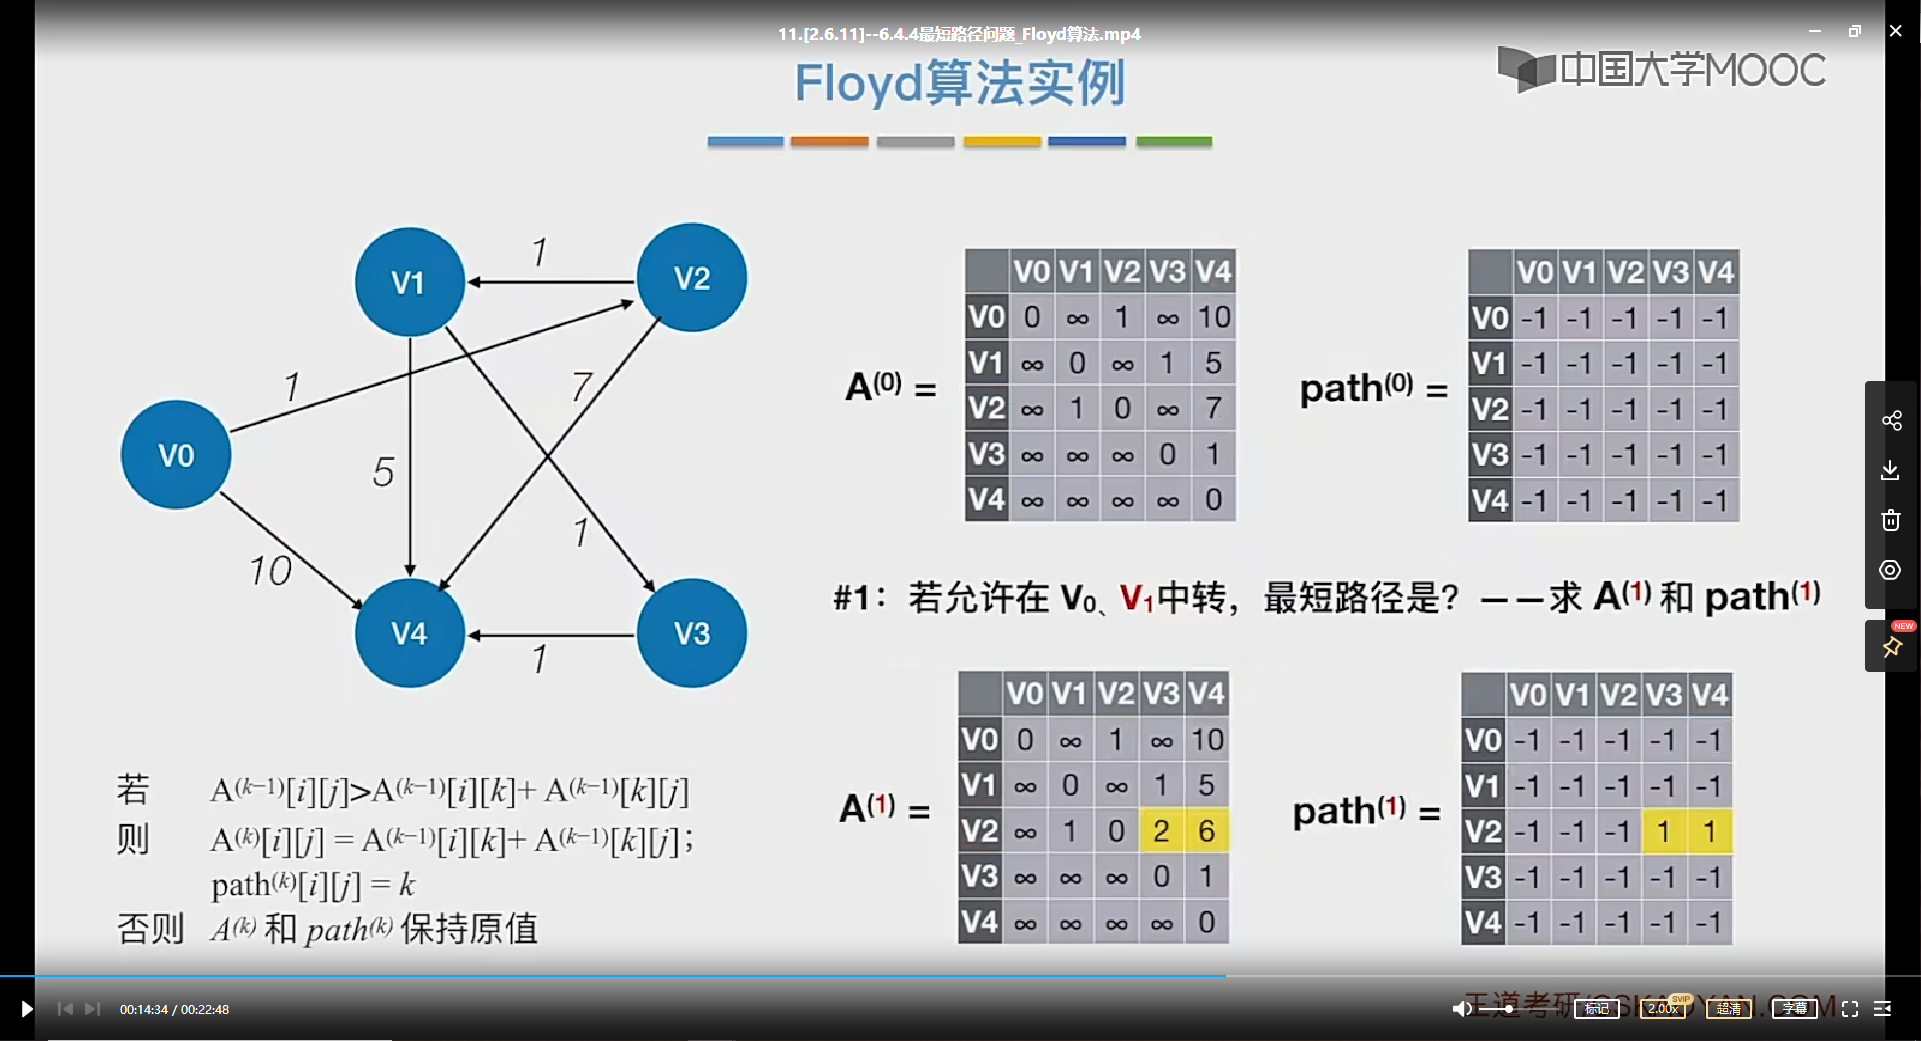 11.[2.6.11]--6.4.4最短路径问题_Floyd算法.mp4
Floyd算法实例
中国大学MOOC
V1
V2
V0
V4
V3
1
1
7
5
1
10
1
A(0) =
V0 V1 V2 V3 V4
V0 0 ∞ 1 ∞ 10
V1 ∞ 0 ∞ 1 5
V2 ∞ 1 0 ∞ 7
V3 ∞ ∞ ∞ 0 1
V4 ∞ ∞ ∞ ∞ 0
path(0) =
V0 V1 V2 V3 V4
V0 -1 -1 -1 -1 -1
V1 -1 -1 -1 -1 -1
V2 -1 -1 -1 -1 -1
V3 -1 -1 -1 -1 -1
V4 -1 -1 -1 -1 -1
#1：若允许在 V0、V1中转，最短路径是？——求 A(1) 和 path(1)
A(1) =
V0 V1 V2 V3 V4
V0 0 ∞ 1 ∞ 10
V1 ∞ 0 ∞ 1 5
V2 ∞ 1 0 2 6
V3 ∞ ∞ ∞ 0 1
V4 ∞ ∞ ∞ ∞ 0
path(1) =
V0 V1 V2 V3 V4
V0 -1 -1 -1 -1 -1
V1 -1 -1 -1 -1 -1
V2 -1 -1 -1 1 1
V3 -1 -1 -1 -1 -1
V4 -1 -1 -1 -1 -1
若 A(k−1)[i][j]>A(k−1)[i][k]+ A(k−1)[k][j]
则 A(k)[i][j] = A(k−1)[i][k]+ A(k−1)[k][j];
path(k)[i][j] = k
否则 A(k) 和 path(k) 保持原值
NEW
00:14:34 / 00:22:48
王道考研/CSKAOYAN.COM
标记
2.00x
SVIP
超清
字幕